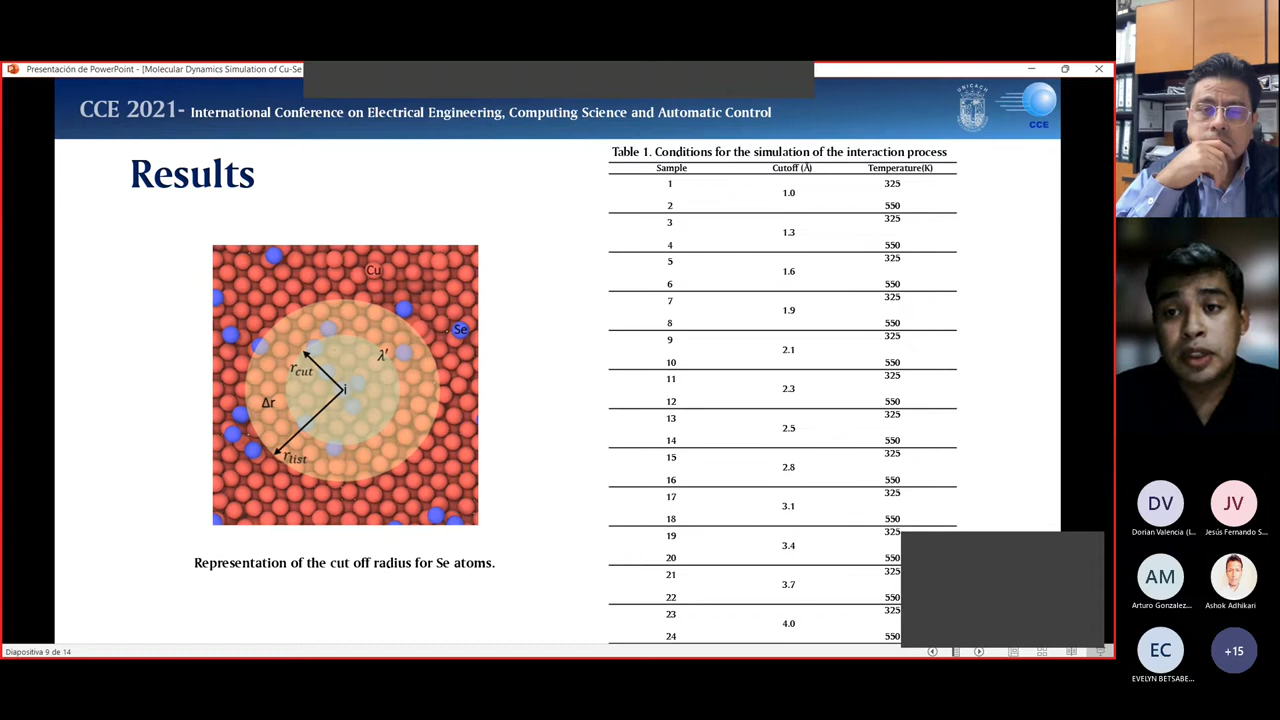 Presentación de PowerPoint - [Molecular Dynamics Simulation of Cu-Se
CCE 2021- International Conference on Electrical Engineering, Computing Science and Automatic Control
UNICACH
CCE
Results
Cu
Se
λ'
r_cut
i
Δr
r_list
Representation of the cut off radius for Se atoms.
Table 1. Conditions for the simulation of the interaction process
Sample Cutoff (Å) Temperature(K)
1 325
1.0
2 550
3 325
1.3
4 550
5 325
1.6
6 550
7 325
1.9
8 550
9 325
2.1
10 550
11 325
2.3
12 550
13 325
2.5
14 550
15 325
2.8
16 550
17 325
3.1
18 550
19 325
3.4
20 550
21 325
3.7
22 550
23 325
4.0
24 550
Diapositiva 9 de 14
DV
Dorian Valencia (I...
JV
Jesús Fernando S...
AM
Arturo Gonzalez...
Ashok Adhikari
EC
EVELYN BETSABE...
+15